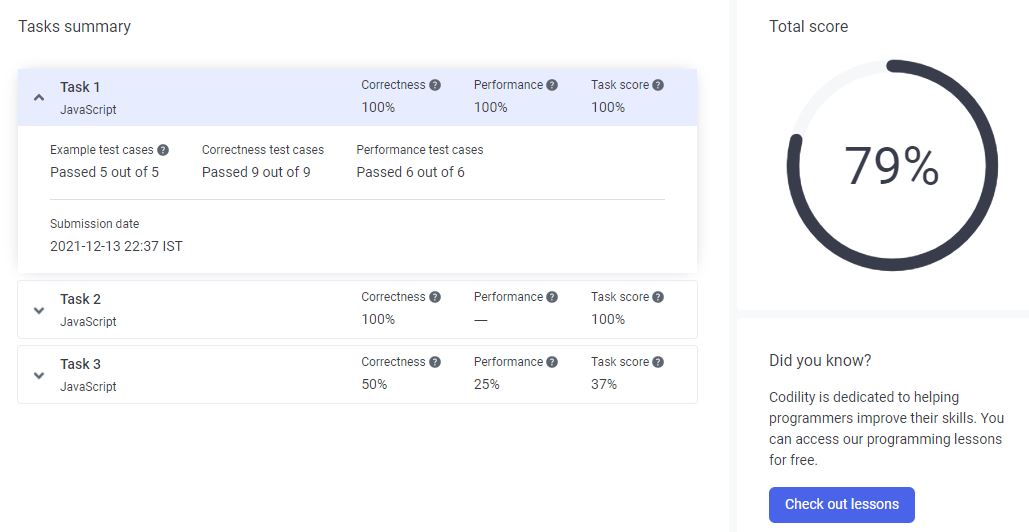 Tasks summary
Task 1
JavaScript
Correctness ?
100%
Performance ?
100%
Task score ?
100%
Example test cases ?
Passed 5 out of 5
Correctness test cases
Passed 9 out of 9
Performance test cases
Passed 6 out of 6
Submission date
2021-12-13 22:37 IST
Task 2
JavaScript
Correctness ?
100%
Performance ?
—
Task score ?
100%
Task 3
JavaScript
Correctness ?
50%
Performance ?
25%
Task score ?
37%
Total score
79%
Did you know?
Codility is dedicated to helping
programmers improve their skills. You
can access our programming lessons
for free.
Check out lessons